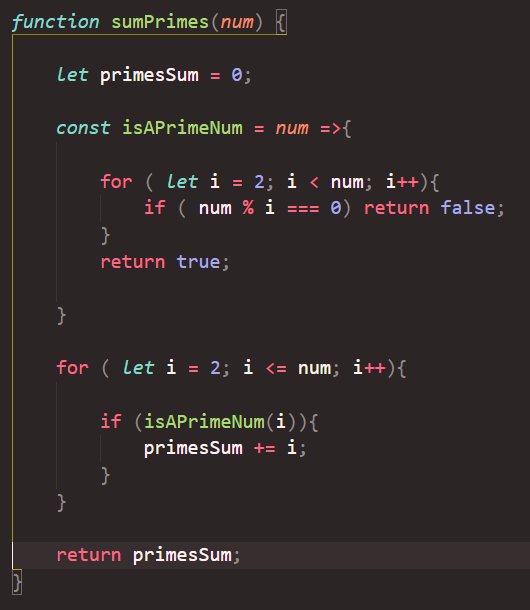 function sumPrimes(num) {
let primesSum = 0;
const isAPrimeNum = num =>{
for ( let i = 2; i < num; i++){
if ( num % i === 0) return false;
}
return true;
}
for ( let i = 2; i <= num; i++){
if (isAPrimeNum(i)){
primesSum += i;
}
}
return primesSum;
}